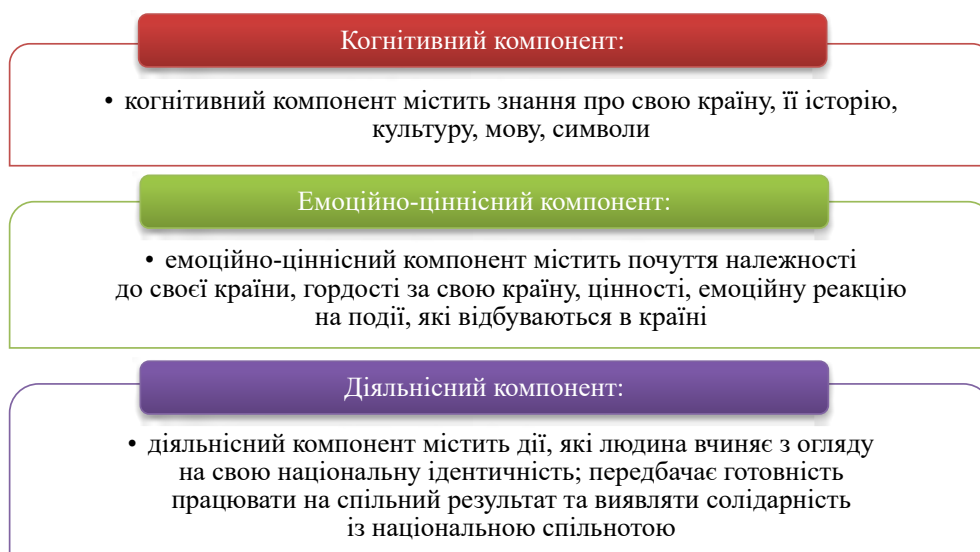 Когнітивний компонент:
• когнітивний компонент містить знання про свою країну, її історію,
культуру, мову, символи
Емоційно-ціннісний компонент:
• емоційно-ціннісний компонент містить почуття належності
до своєї країни, гордості за свою країну, цінності, емоційну реакцію
на події, які відбуваються в країні
Діяльнісний компонент:
• діяльнісний компонент містить дії, які людина вчиняє з огляду
на свою національну ідентичність; передбачає готовність
працювати на спільний результат та виявляти солідарність
із національною спільнотою